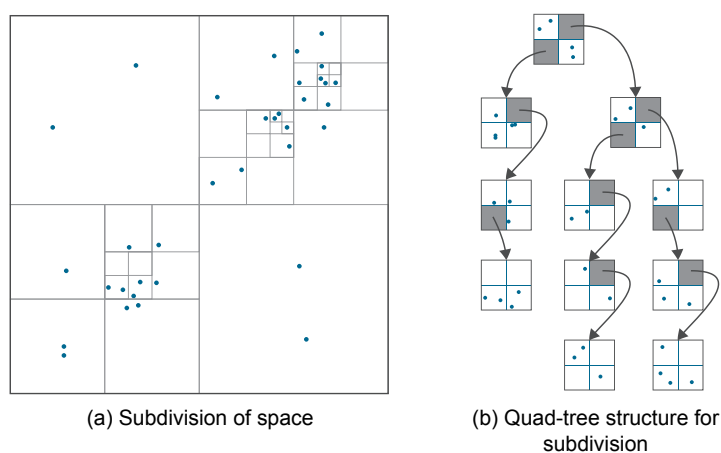 (a) Subdivision of space
(b) Quad-tree structure for
subdivision